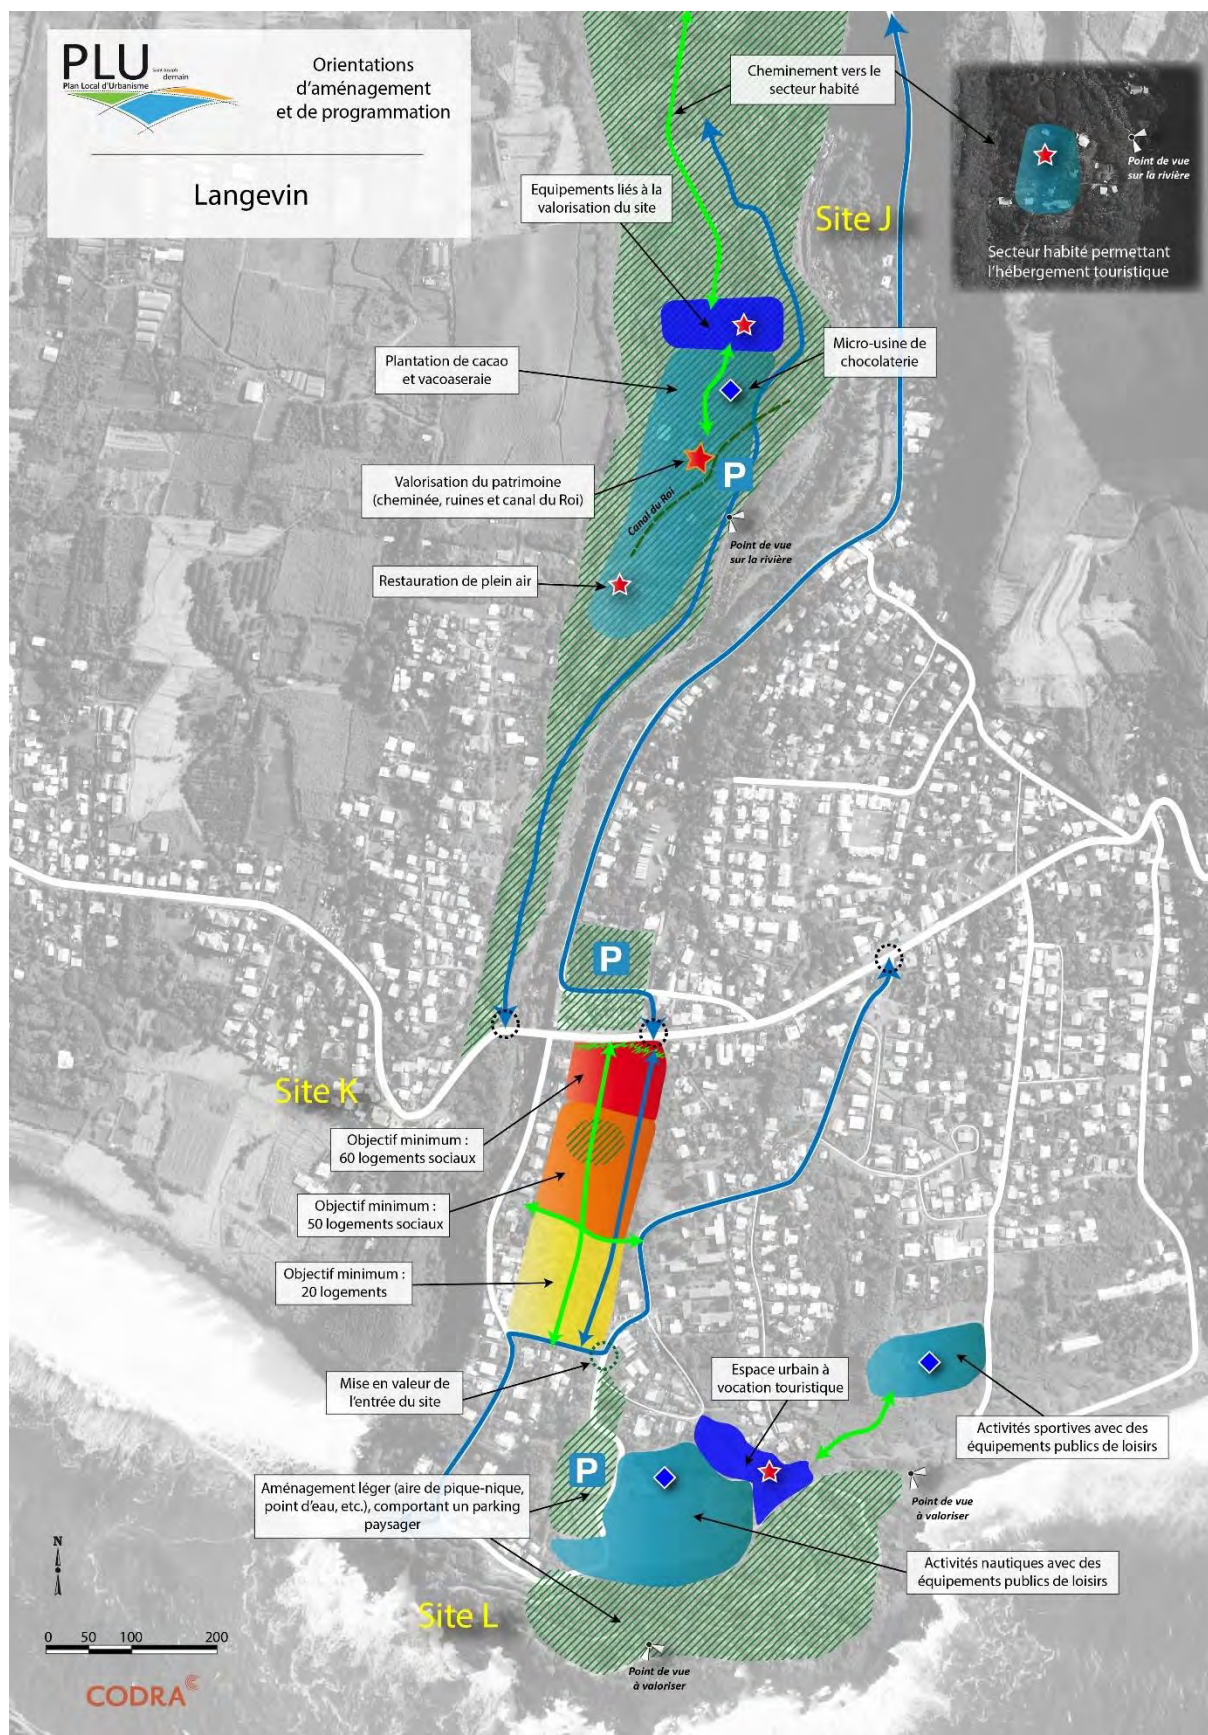 PLU
Saint Joseph
demain
Plan Local d'Urbanisme
Orientations
d'aménagement
et de programmation
Langevin
Cheminement vers le
secteur habité
Point de vue
sur la rivière
Secteur habité permettant
l'hébergement touristique
Equipements liés à la
valorisation du site
Site J
Plantation de cacao
et vacoaseraie
Micro-usine de
chocolaterie
Valorisation du patrimoine
(cheminée, ruines et canal du Roi)
P
Canal du Roi
Point de vue
sur la rivière
Restauration de plein air
P
Site K
Objectif minimum :
60 logements sociaux
Objectif minimum :
50 logements sociaux
Objectif minimum :
20 logements
Mise en valeur de
l'entrée du site
Espace urbain à
vocation touristique
Activités sportives avec des
équipements publics de loisirs
P
Aménagement léger (aire de pique-nique,
point d'eau, etc.), comportant un parking
paysager
Point de vue
à valoriser
Activités nautiques avec des
équipements publics de loisirs
Site L
N
0 50 100 200
Point de vue
à valoriser
CODRA